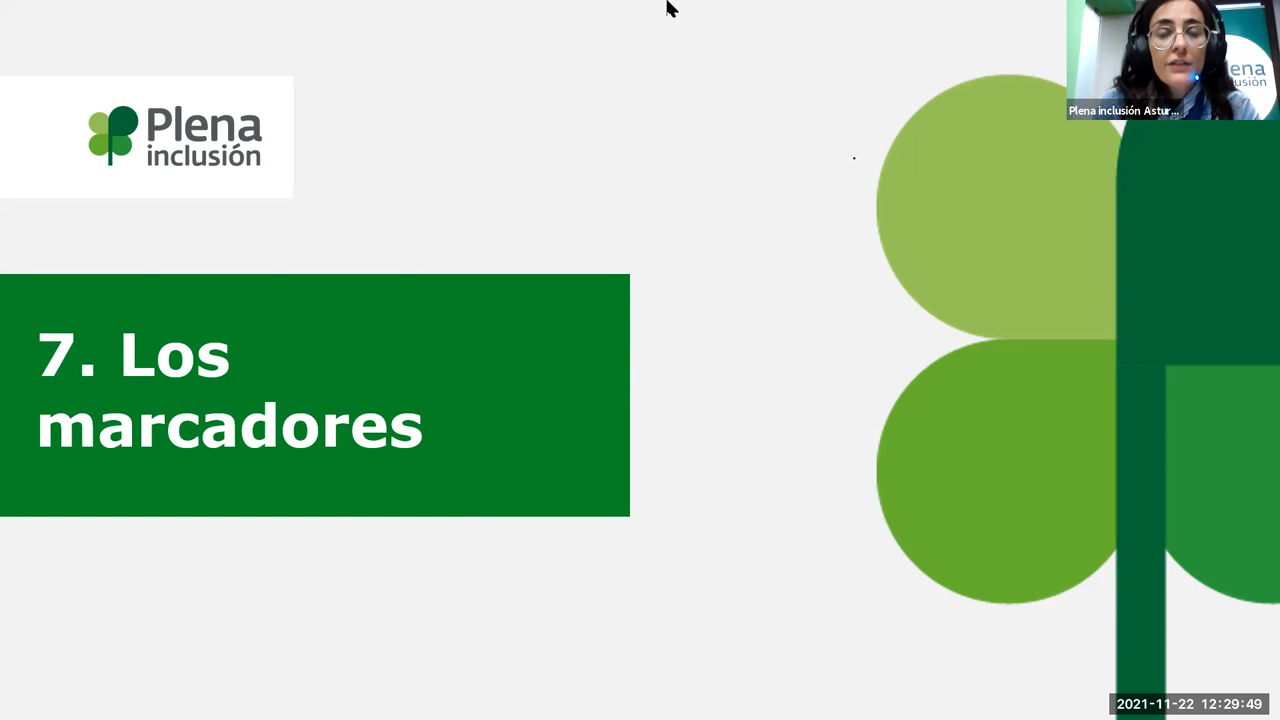 Plena
inclusión
7. Los
marcadores
lena
lusión
Plena inclusión Astur...
2021-11-22 12:29:49